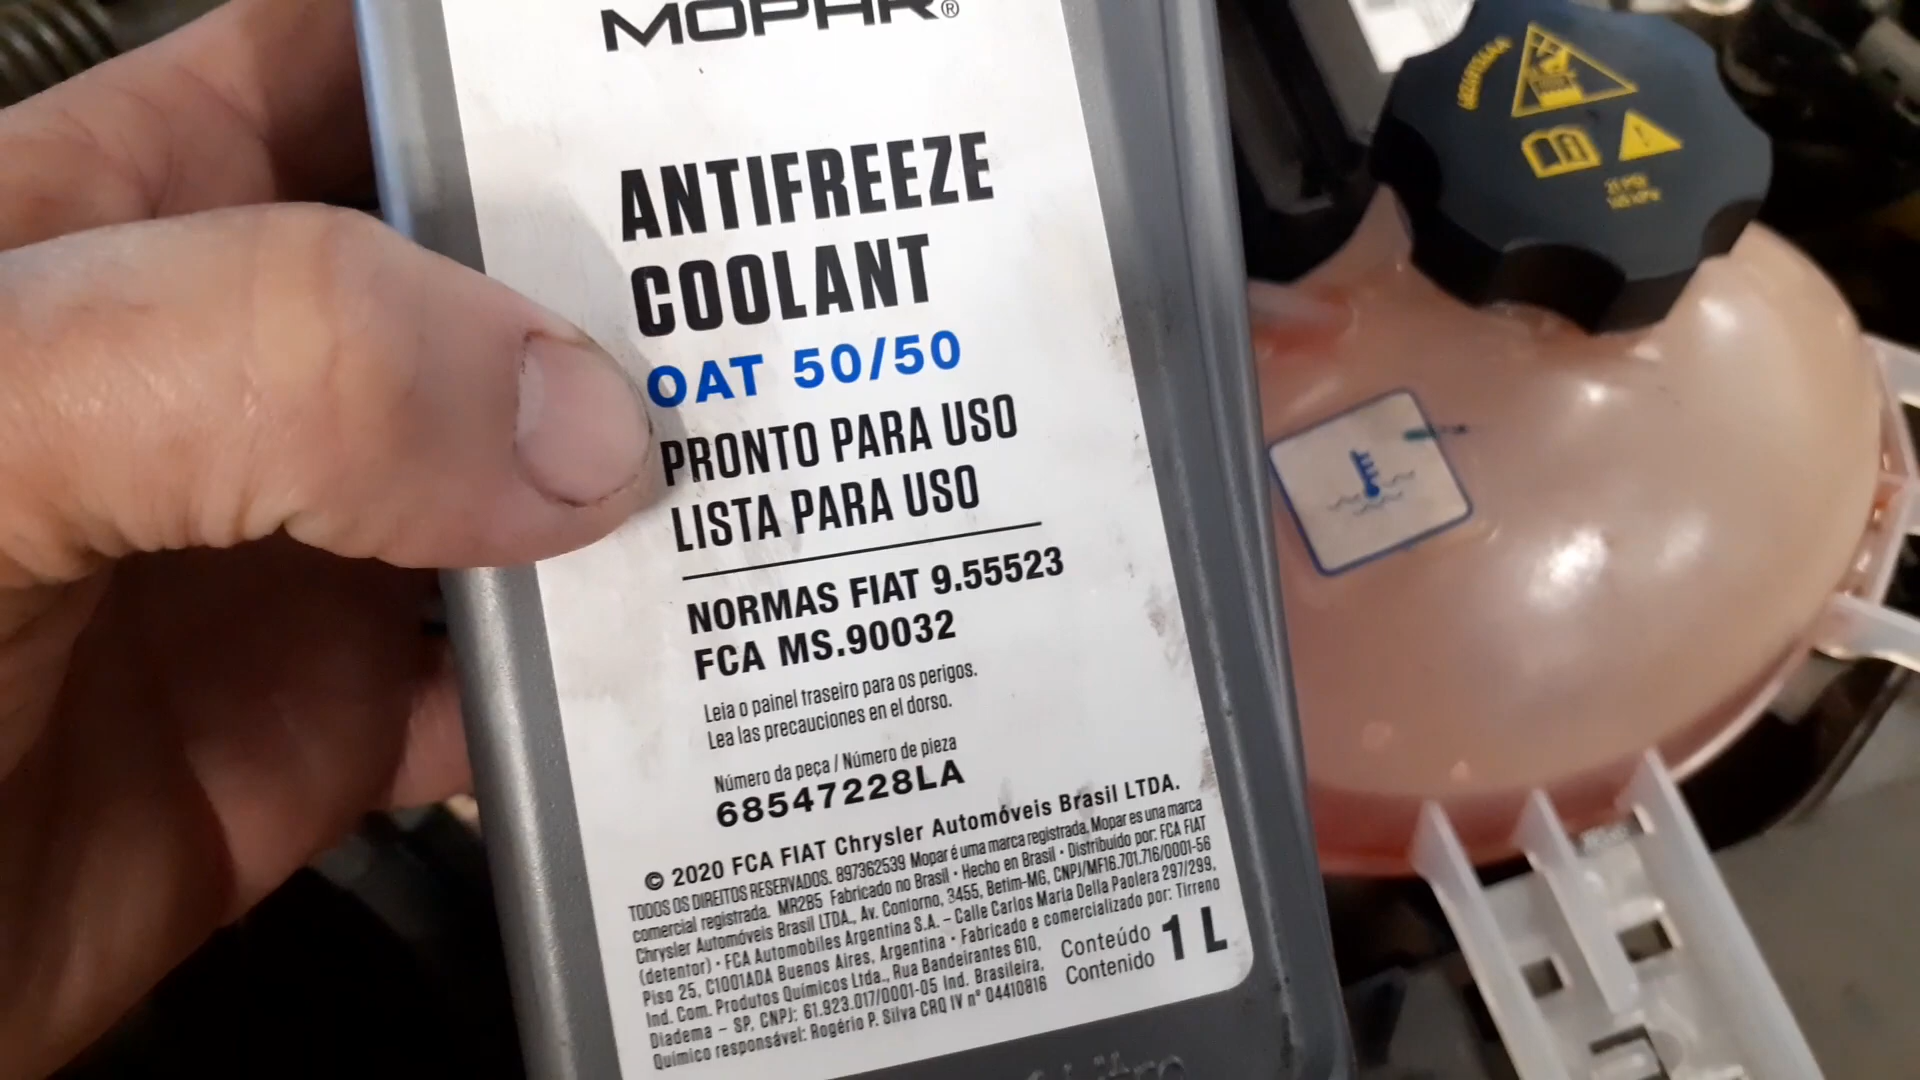 MOPAR®
ANTIFREEZE
COOLANT
OAT 50/50
PRONTO PARA USO
LISTA PARA USO
NORMAS FIAT 9.55523
FCA MS.90032
Leia o painel traseiro para os perigos.
Lea las precauciones en el dorso.
Número da peça / Número de pieza
68547228LA
© 2020 FCA FIAT Chrysler Automóveis Brasil LTDA.
TODOS OS DIREITOS RESERVADOS. 897362539 Mopar é uma marca registrada, Mopar es una marca
comercial registrada. MR2B5 Fabricado no Brasil • Hecho en Brasil • Distribuído por: FCA FIAT
Chrysler Automóveis Brasil LTDA., Av. Contorno, 3455, Betim-MG, CNPJ/MF16.701.716/0001-56
(detentor) • FCA Automobiles Argentina S.A. – Calle Carlos Maria Della Paolera 297/299,
Piso 25, C1001ADA Buenos Aires, Argentina • Fabricado e comercializado por: Tirreno
Ind. Com. Produtos Químicos Ltda., Rua Bandeirantes 610,
Diadema – SP, CNPJ: 61.923.017/0001-05 Ind. Brasileira,
Químico responsável: Rogério P. Silva CRQ IV nº 04410816
Conteúdo
Contenido
1 L